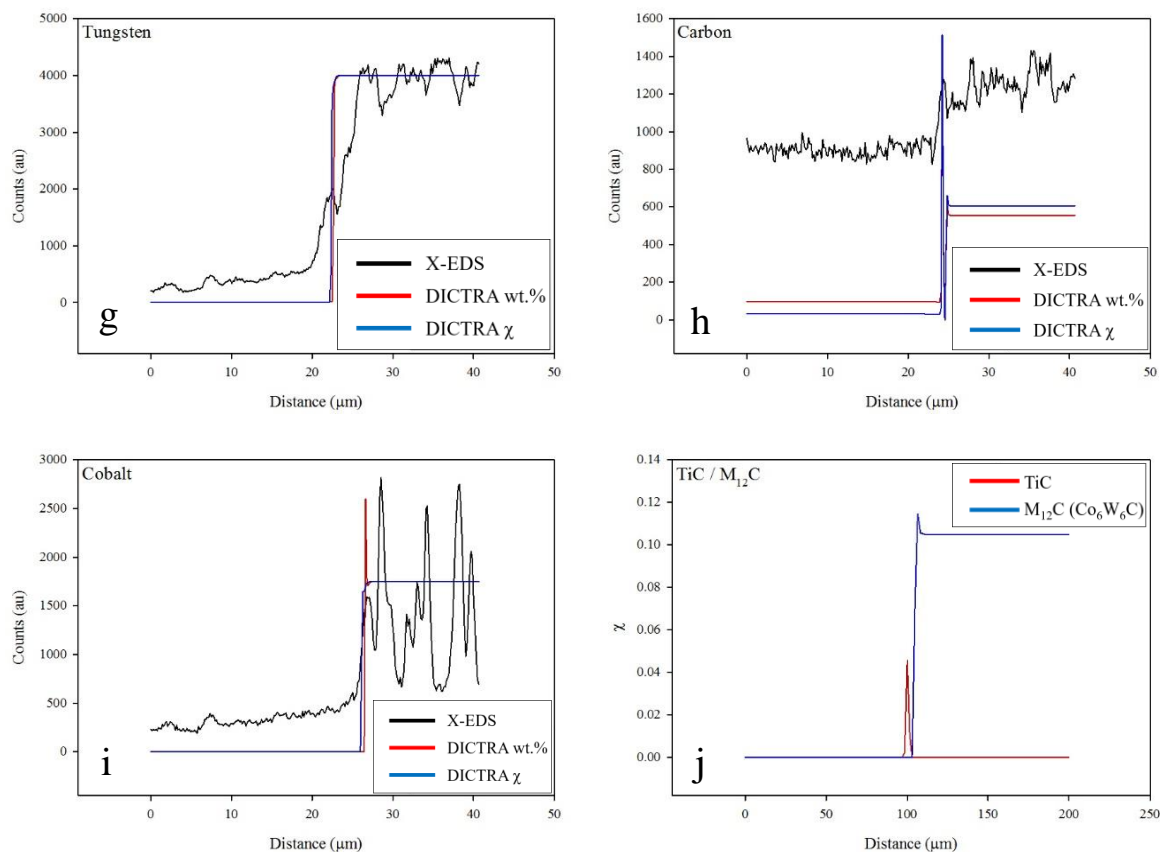 Tungsten
5000
4000
3000
2000
1000
0
Counts (au)
0 10 20 30 40 50
Distance (μm)
X-EDS
DICTRA wt.%
DICTRA χ
g
Carbon
1600
1400
1200
1000
800
600
400
200
0
Counts (au)
0 10 20 30 40 50
Distance (μm)
X-EDS
DICTRA wt.%
DICTRA χ
h
Cobalt
3000
2500
2000
1500
1000
500
0
Counts (au)
0 10 20 30 40 50
Distance (μm)
X-EDS
DICTRA wt.%
DICTRA χ
i
TiC / M₁₂C
0.14
0.12
0.10
0.08
0.06
0.04
0.02
0.00
χ
0 50 100 150 200 250
Distance (μm)
TiC
M₁₂C (Co₆W₆C)
j